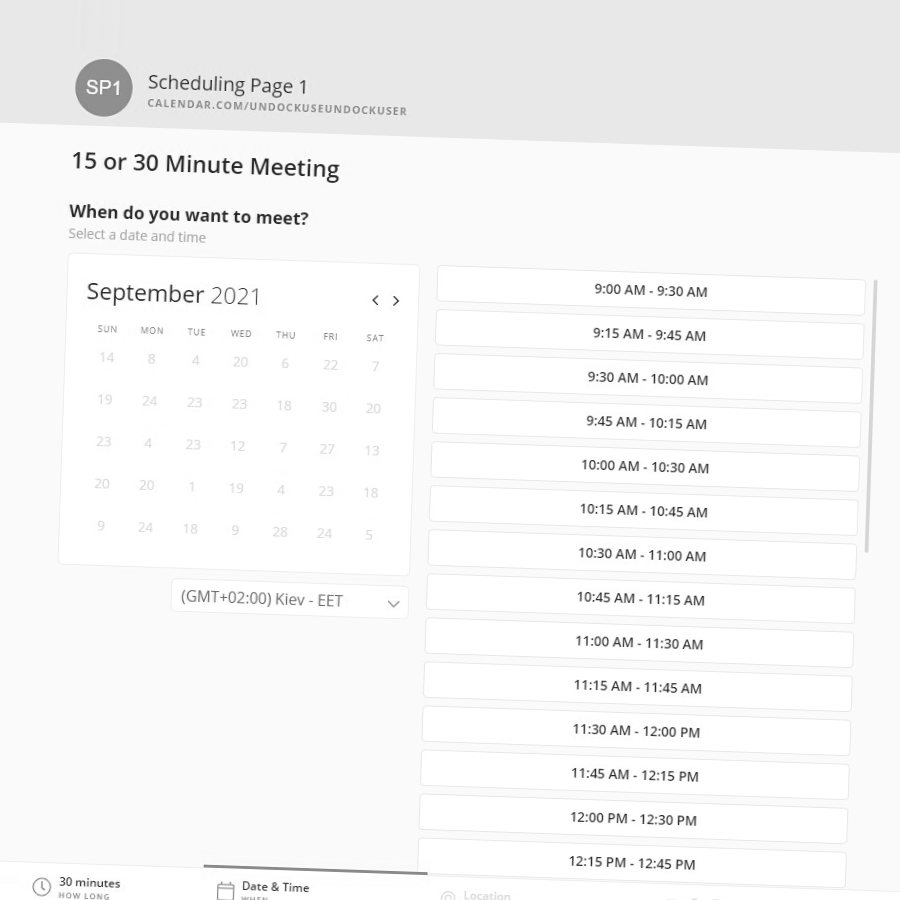 SP1
Scheduling Page 1
CALENDAR.COM/UNDOCKUSEUNDOCKUSER
15 or 30 Minute Meeting
When do you want to meet?
Select a date and time
September 2021
SUN MON TUE WED THU FRI SAT
14 8 4 20 6 22 7
19 24 23 23 18 30 20
23 4 23 12 7 27 13
20 20 1 19 4 23 18
9 24 18 9 28 24 5
(GMT+02:00) Kiev - EET
9:00 AM - 9:30 AM
9:15 AM - 9:45 AM
9:30 AM - 10:00 AM
9:45 AM - 10:15 AM
10:00 AM - 10:30 AM
10:15 AM - 10:45 AM
10:30 AM - 11:00 AM
10:45 AM - 11:15 AM
11:00 AM - 11:30 AM
11:15 AM - 11:45 AM
11:30 AM - 12:00 PM
11:45 AM - 12:15 PM
12:00 PM - 12:30 PM
12:15 PM - 12:45 PM
30 minutes
HOW LONG
Date & Time
WHEN
Location